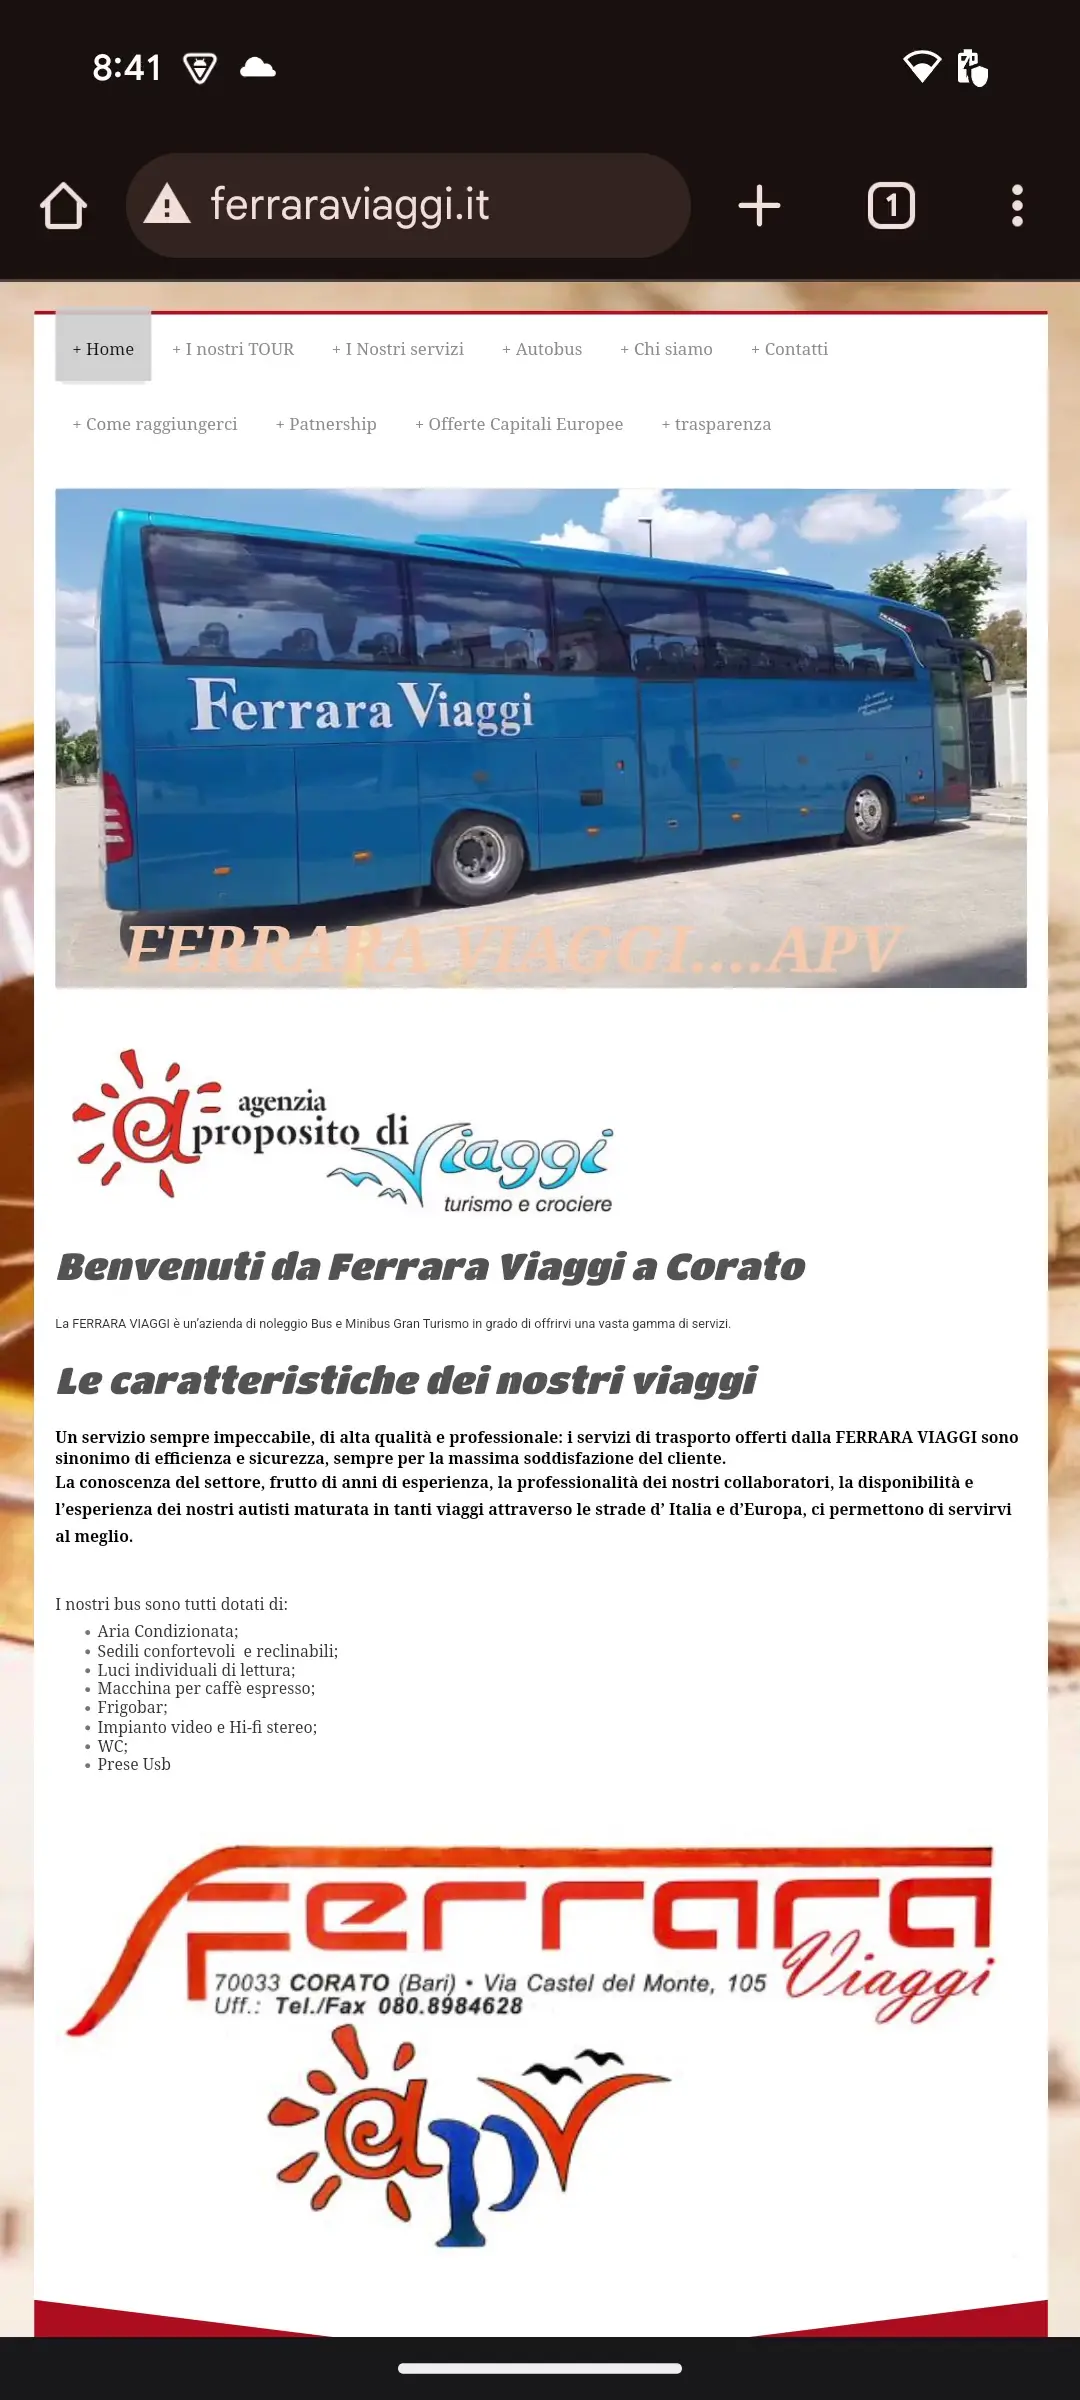 8:41
ferraraviaggi.it
1
+ Home
+ I nostri TOUR
+ I Nostri servizi
+ Autobus
+ Chi siamo
+ Contatti
+ Come raggiungerci
+ Patnership
+ Offerte Capitali Europee
+ trasparenza
Ferrara Viaggi
FERRARA VIAGGI....APV
agenzia
a proposito di
Viaggi
turismo e crociere
Benvenuti da Ferrara Viaggi a Corato
La FERRARA VIAGGI è un'azienda di noleggio Bus e Minibus Gran Turismo in grado di offrirvi una vasta gamma di servizi.
Le caratteristiche dei nostri viaggi
Un servizio sempre impeccabile, di alta qualità e professionale: i servizi di trasporto offerti dalla FERRARA VIAGGI sono
sinonimo di efficienza e sicurezza, sempre per la massima soddisfazione del cliente.
La conoscenza del settore, frutto di anni di esperienza, la professionalità dei nostri collaboratori, la disponibilità e
l’esperienza dei nostri autisti maturata in tanti viaggi attraverso le strade d’ Italia e d’Europa, ci permettono di servirvi
al meglio.
I nostri bus sono tutti dotati di:
• Aria Condizionata;
• Sedili confortevoli  e reclinabili;
• Luci individuali di lettura;
• Macchina per caffè espresso;
• Frigobar;
• Impianto video e Hi-fi stereo;
• WC;
• Prese Usb
Ferrara
Viaggi
70033 CORATO (Bari) • Via Castel del Monte, 105
Uff.: Tel./Fax 080.8984628
apv